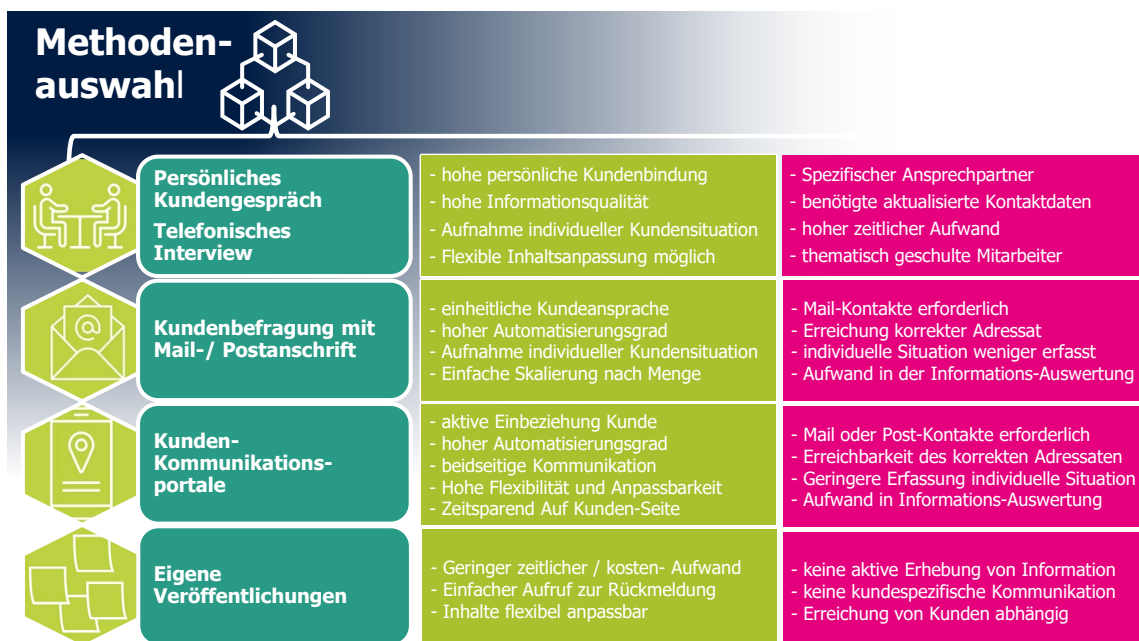 Methoden-
auswahl
@
Persönliches
Kundengespräch
Telefonisches
Interview
- hohe persönliche Kundenbindung
- hohe Informationsqualität
- Aufnahme individueller Kundensituation
- Flexible Inhaltsanpassung möglich
- Spezifischer Ansprechpartner
- benötigte aktualisierte Kontaktdaten
- hoher zeitlicher Aufwand
- thematisch geschulte Mitarbeiter
Kundenbefragung mit
Mail-/ Postanschrift
- einheitliche Kundeansprache
- hoher Automatisierungsgrad
- Aufnahme individueller Kundensituation
- Einfache Skalierung nach Menge
- Mail-Kontakte erforderlich
- Erreichung korrekter Adressat
- individuelle Situation weniger erfasst
- Aufwand in der Informations-Auswertung
Kunden-
Kommunikations-
portale
- aktive Einbeziehung Kunde
- hoher Automatisierungsgrad
- beidseitige Kommunikation
- Hohe Flexibilität und Anpassbarkeit
- Zeitsparend Auf Kunden-Seite
- Mail oder Post-Kontakte erforderlich
- Erreichbarkeit des korrekten Adressaten
- Geringere Erfassung individuelle Situation
- Aufwand in Informations-Auswertung
Eigene
Veröffentlichungen
- Geringer zeitlicher / kosten- Aufwand
- Einfacher Aufruf zur Rückmeldung
- Inhalte flexibel anpassbar
- keine aktive Erhebung von Information
- keine kundespezifische Kommunikation
- Erreichung von Kunden abhängig